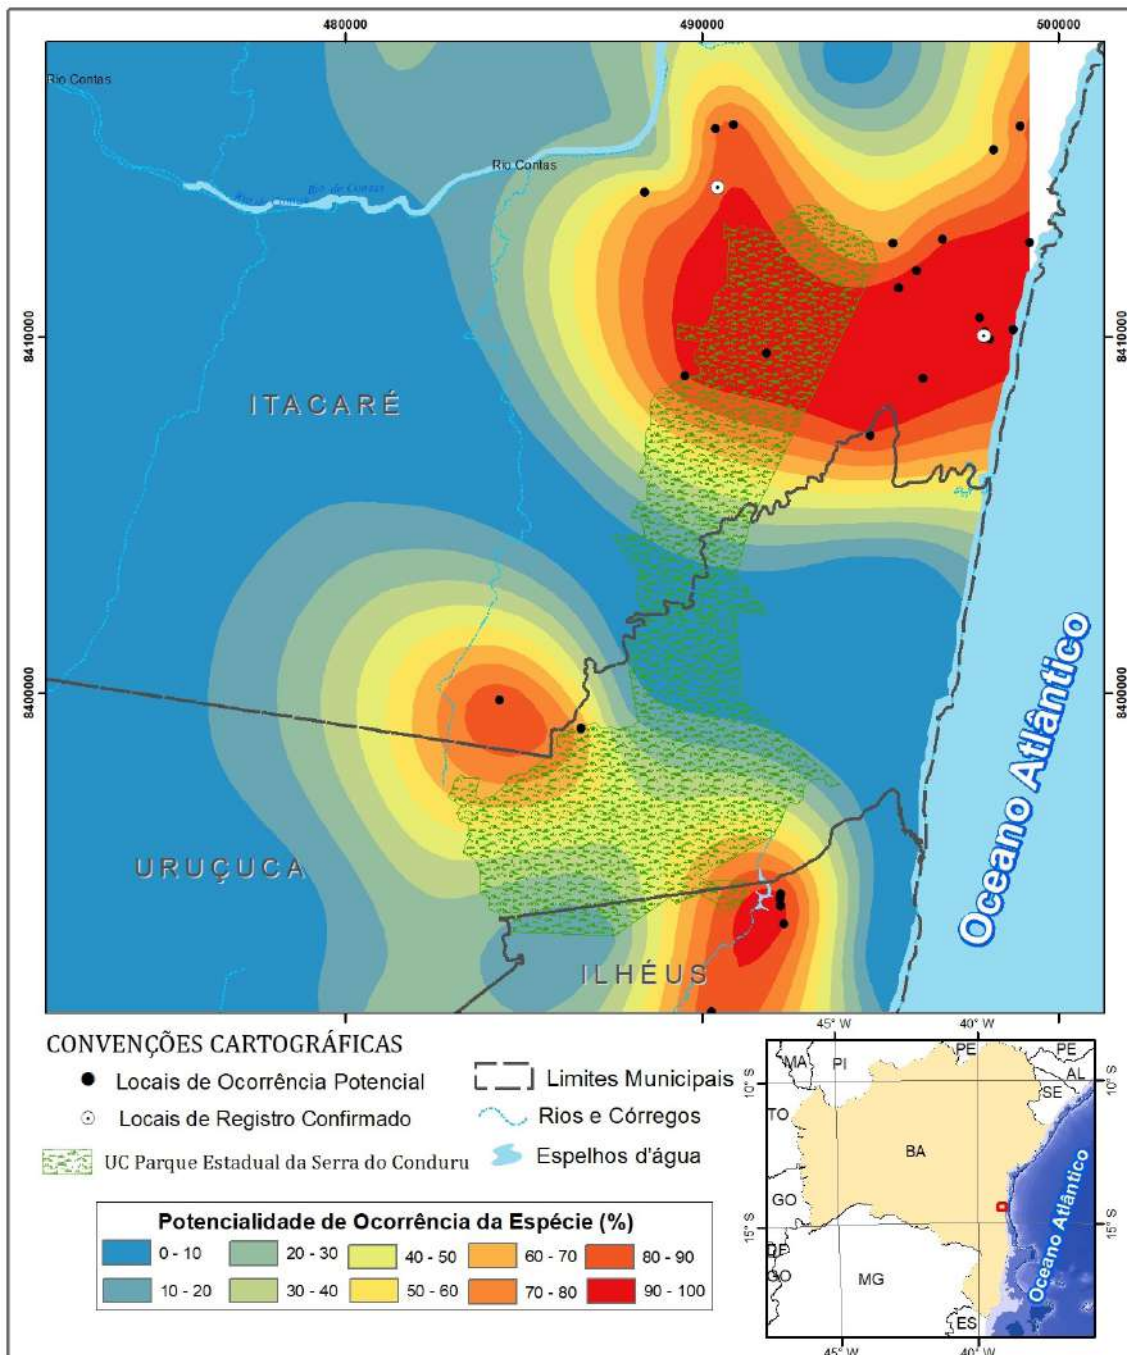 480000
490000
500000
Rio Contas
Rio Contas
Rio de Contas
8410000
8410000
ITACARÉ
8400000
8400000
Oceano Atlântico
URUÇUCA
ILHÉUS
CONVENÇÕES CARTOGRÁFICAS
Locais de Ocorrência Potencial
Limites Municipais
Locais de Registro Confirmado
Rios e Córregos
UC Parque Estadual da Serra do Conduru
Espelhos d'água
Potencialidade de Ocorrência da Espécie (%)
0 - 10
20 - 30
40 - 50
60 - 70
80 - 90
10 - 20
30 - 40
50 - 60
70 - 80
90 - 100
45° W
40° W
MA
PI
PE
PE
AL
SE
10°S
10°S
TO
BA
GO
15°S
15°S
DF
GO
MG
ES
Oceano Atlântico
45° W
40° W